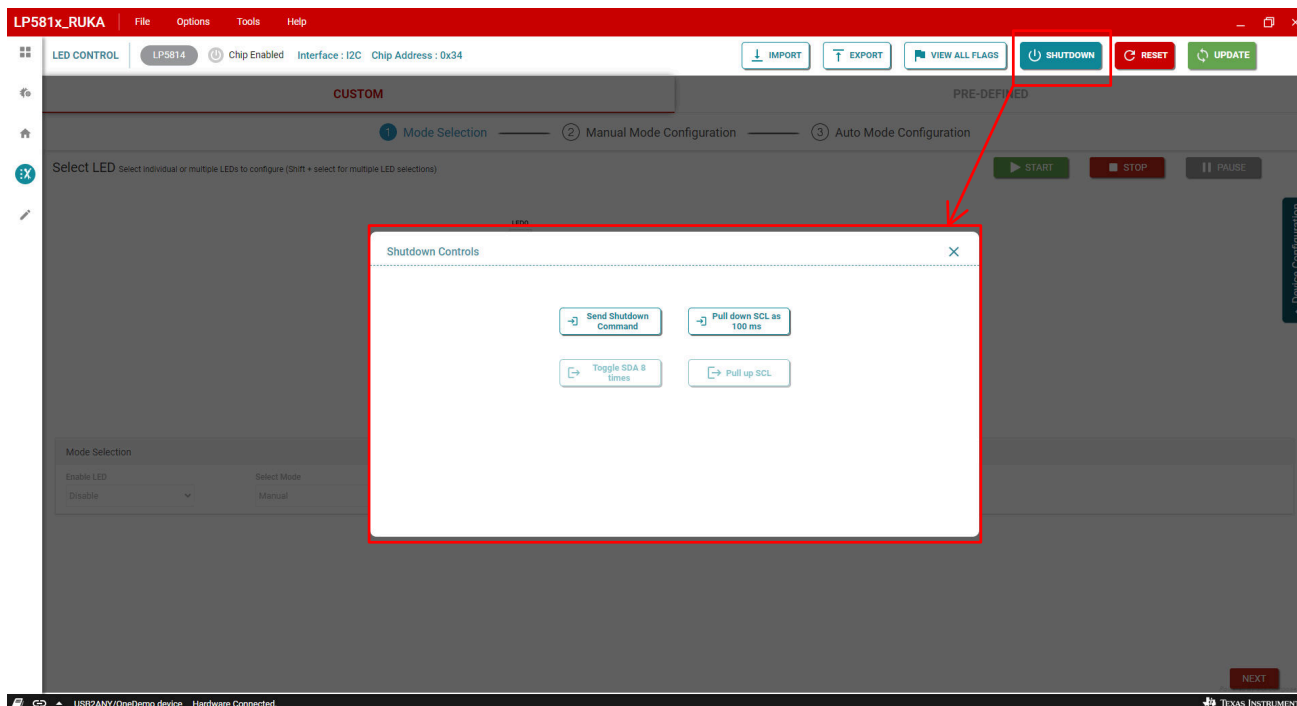 LP581x_RUKA File Options Tools Help
LED CONTROL LP5814 Chip Enabled Interface : I2C Chip Address : 0x34 IMPORT EXPORT VIEW ALL FLAGS SHUTDOWN RESET UPDATE
CUSTOM PRE-DEFINED
1 Mode Selection 2 Manual Mode Configuration 3 Auto Mode Configuration
Select LED Select individual or multiple LEDs to configure (Shift + select for multiple LED selections) START STOP PAUSE
LED0
Device Configuration
Shutdown Controls
Send Shutdown
Command
Pull down SCL as
100 ms
Toggle SDA 8
times
Pull up SCL
Mode Selection
Enable LED Select Mode
Disable Manual
NEXT
USB2ANY/OneDemo device Hardware Connected TEXAS INSTRUMENT